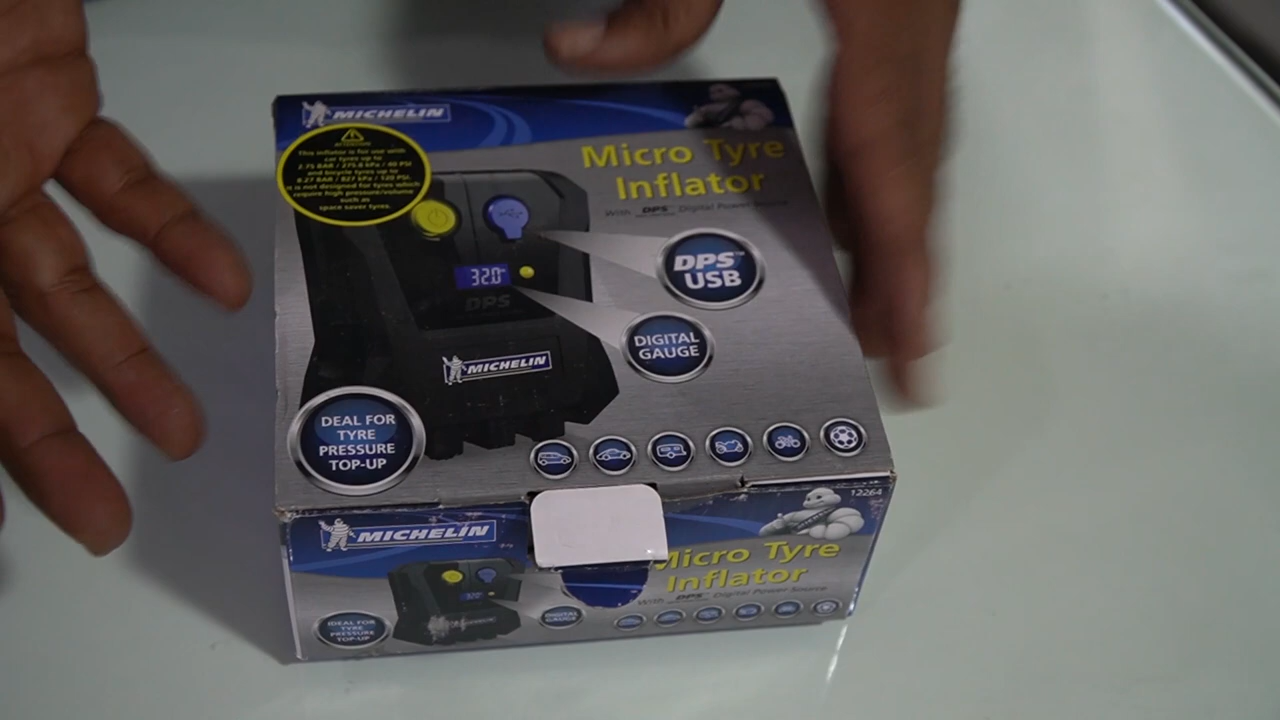 MICHELIN
ATTENTION
This inflator is for use with
car tyres up to
2.75 BAR / 275.8 kPa / 40 PSI
and bicycle tyres up to
8.27 BAR / 827 kPa / 120 PSI.
It is not designed for tyres which
require high pressure/volume
such as
space saver tyres.
Micro Tyre
Inflator
With DPS™ Digital Power Source
DPS™
USB
32.0
DPS
DIGITAL
GAUGE
MICHELIN
DEAL FOR
TYRE
PRESSURE
TOP-UP
12264
MICHELIN
Micro Tyre
Inflator
With DPS™ Digital Power Source
DIGITAL
GAUGE
IDEAL FOR
TYRE
PRESSURE
TOP-UP